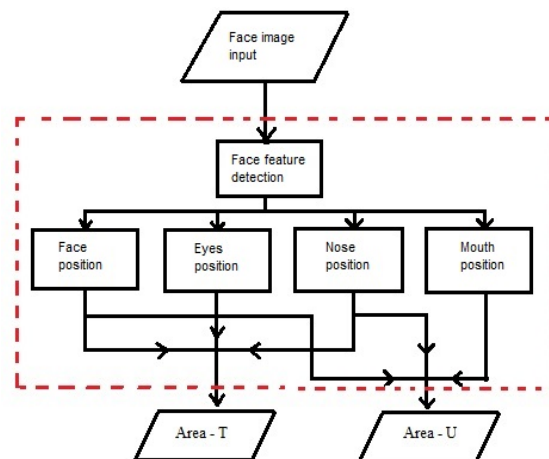 Face image
input
Face feature
detection
Face
position
Eyes
position
Nose
position
Mouth
position
Area - T
Area - U